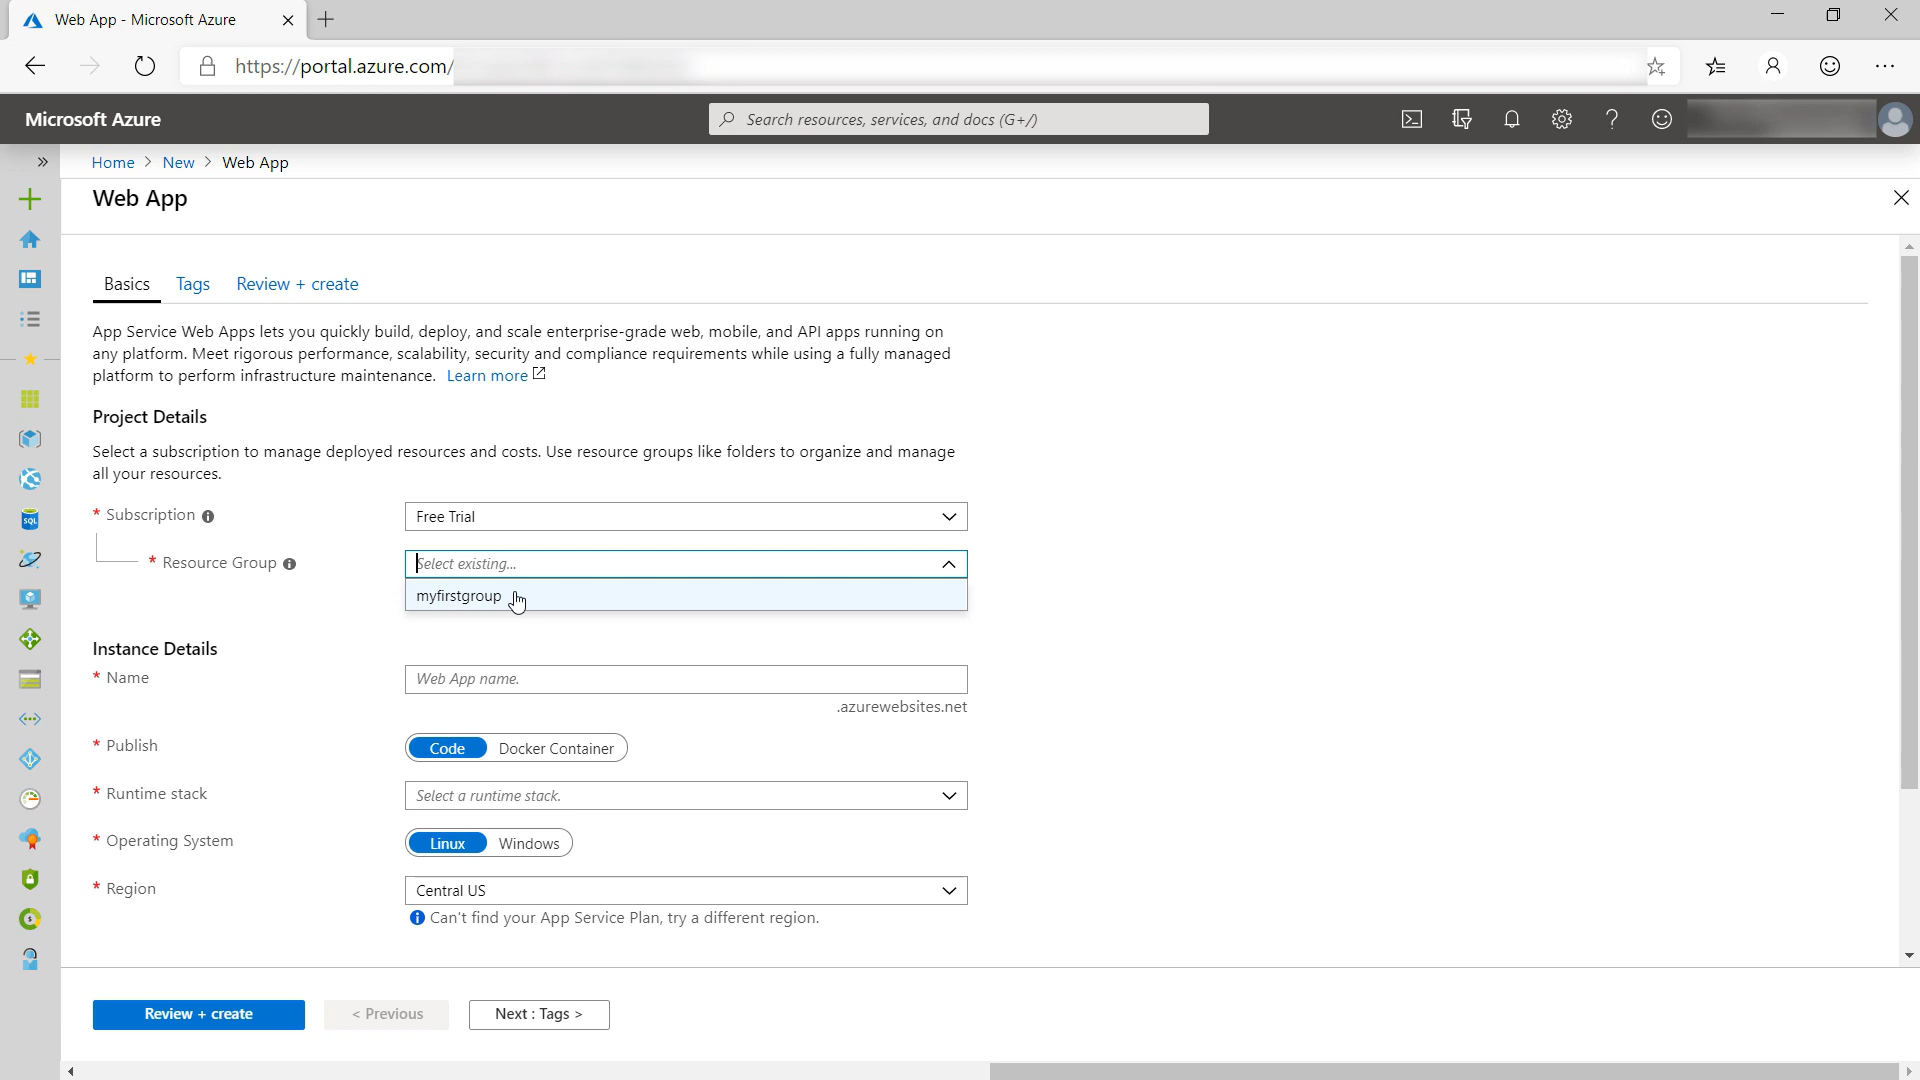 Web App - Microsoft Azure
https://portal.azure.com/
Microsoft Azure
Search resources, services, and docs (G+/)
Home > New > Web App
Web App
Basics Tags Review + create
App Service Web Apps lets you quickly build, deploy, and scale enterprise-grade web, mobile, and API apps running on
any platform. Meet rigorous performance, scalability, security and compliance requirements while using a fully managed
platform to perform infrastructure maintenance. Learn more
Project Details
Select a subscription to manage deployed resources and costs. Use resource groups like folders to organize and manage
all your resources.
* Subscription Free Trial
* Resource Group Select existing...
myfirstgroup
Instance Details
* Name Web App name.
.azurewebsites.net
* Publish Code Docker Container
* Runtime stack Select a runtime stack.
* Operating System Linux Windows
* Region Central US
Can't find your App Service Plan, try a different region.
Review + create < Previous Next : Tags >